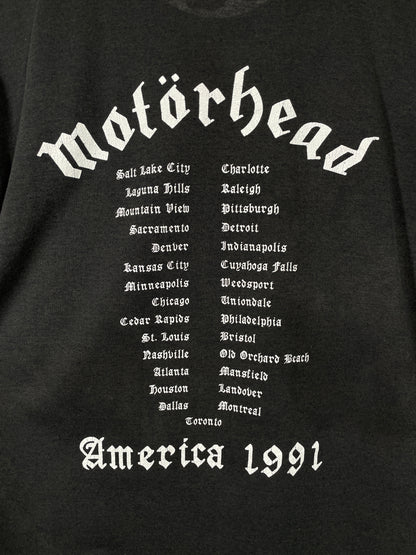 Motörhead
Salt Lake City Charlotte
Laguna Hills Raleigh
Mountain View Pittsburgh
Sacramento Detroit
Denver Indianapolis
Kansas City Cuyahoga Falls
Minneapolis Weedsport
Chicago Uniondale
Cedar Rapids Philadelphia
St. Louis Bristol
Nashville Old Orchard Beach
Atlanta Mansfield
Houston Landover
Dallas Montreal
Toronto
America 1991